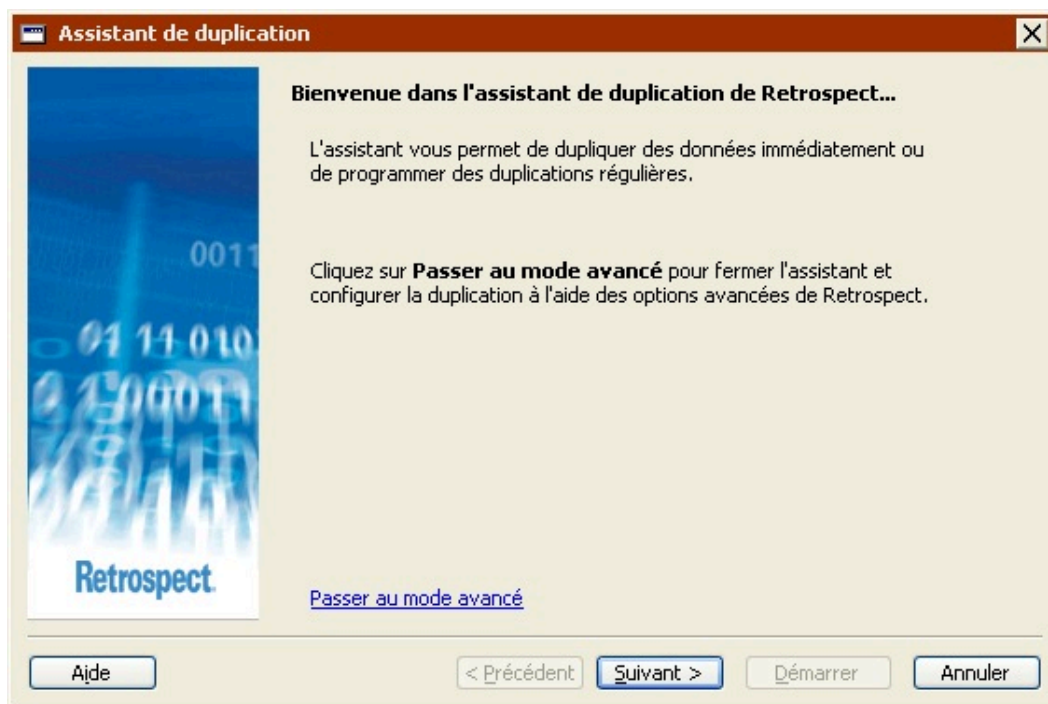 Assistant de duplication
Bienvenue dans l'assistant de duplication de Retrospect...
L'assistant vous permet de dupliquer des données immédiatement ou
de programmer des duplications régulières.
0011
Cliquez sur Passer au mode avancé pour fermer l'assistant et
configurer la duplication à l'aide des options avancées de Retrospect.
01 11 010
Retrospect.
Passer au mode avancé
Aide
< Précédent
Suivant >
Démarrer
Annuler